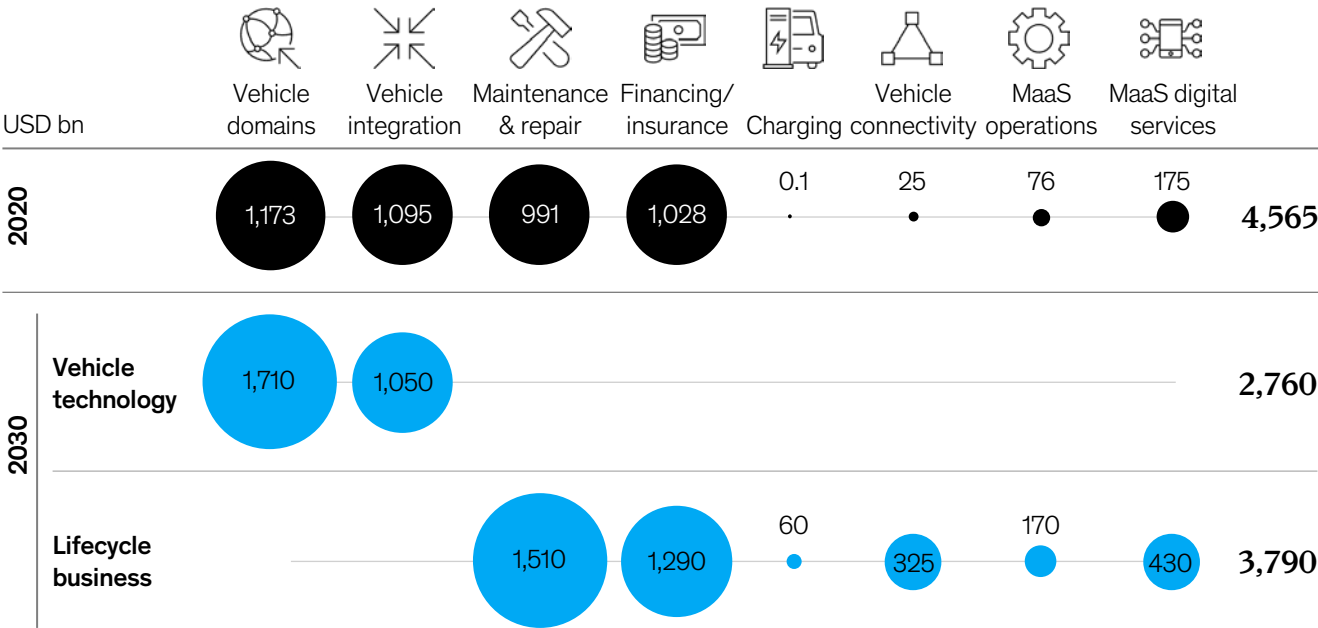 USD bn
Vehicle domains
Vehicle integration
Maintenance & repair
Financing/ insurance
Charging
Vehicle connectivity
MaaS operations
MaaS digital services
2020
1,173 1,095 991 1,028 0.1 25 76 175 4,565
2030
Vehicle technology
1,710 1,050 2,760
Lifecycle business
1,510 1,290 60 325 170 430 3,790